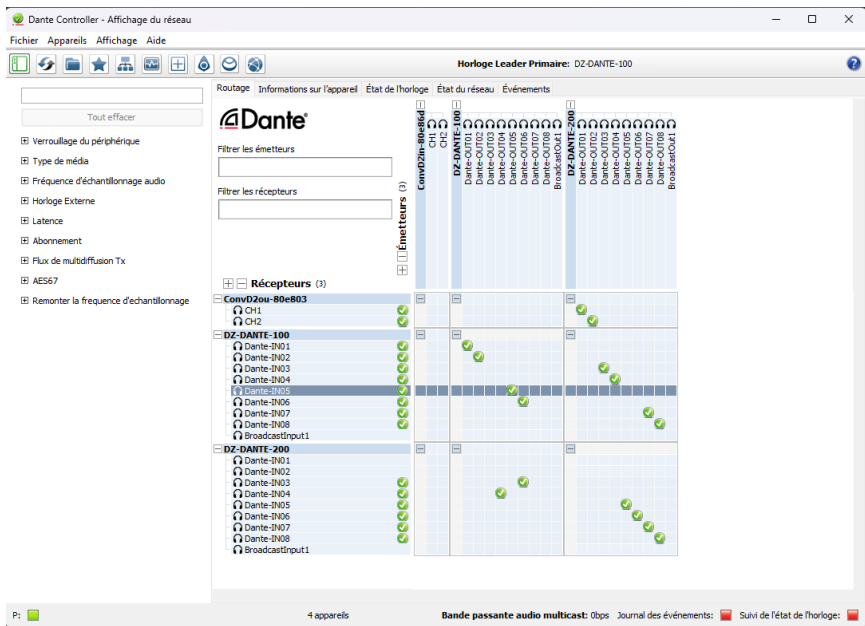 Dante Controller - Affichage du réseau
Fichier Appareils Affichage Aide
Horloge Leader Primaire: DZ-DANTE-100
Routage Informations sur l'appareil État de l'horloge État du réseau Événements
Tout effacer
Verrouillage du périphérique
Type de média
Fréquence d'échantillonnage audio
Horloge Externe
Latence
Abonnement
Flux de multidiffusion Tx
AES67
Remonter la frequence d'echantilonnage
Dante
Filtrer les émetteurs
Filtrer les récepteurs
Émetteurs (3)
ConvD2in-80e86d
CH1
CH2
DZ-DANTE-100
Dante-OUT01
Dante-OUT02
Dante-OUT03
Dante-OUT04
Dante-OUT05
Dante-OUT06
Dante-OUT07
Dante-OUT08
BroadcastOut1
DZ-DANTE-200
Dante-OUT01
Dante-OUT02
Dante-OUT03
Dante-OUT04
Dante-OUT05
Dante-OUT06
Dante-OUT07
Dante-OUT08
BroadcastOut1
Récepteurs (3)
ConvD2ou-80e803
CH1
CH2
DZ-DANTE-100
Dante-IN01
Dante-IN02
Dante-IN03
Dante-IN04
Dante-IN05
Dante-IN06
Dante-IN07
Dante-IN08
BroadcastInput1
DZ-DANTE-200
Dante-IN01
Dante-IN02
Dante-IN03
Dante-IN04
Dante-IN05
Dante-IN06
Dante-IN07
Dante-IN08
BroadcastInput1
P: 4 appareils Bande passante audio multicast: 0bps Journal des événements: Suivi de l'état de l'horloge: